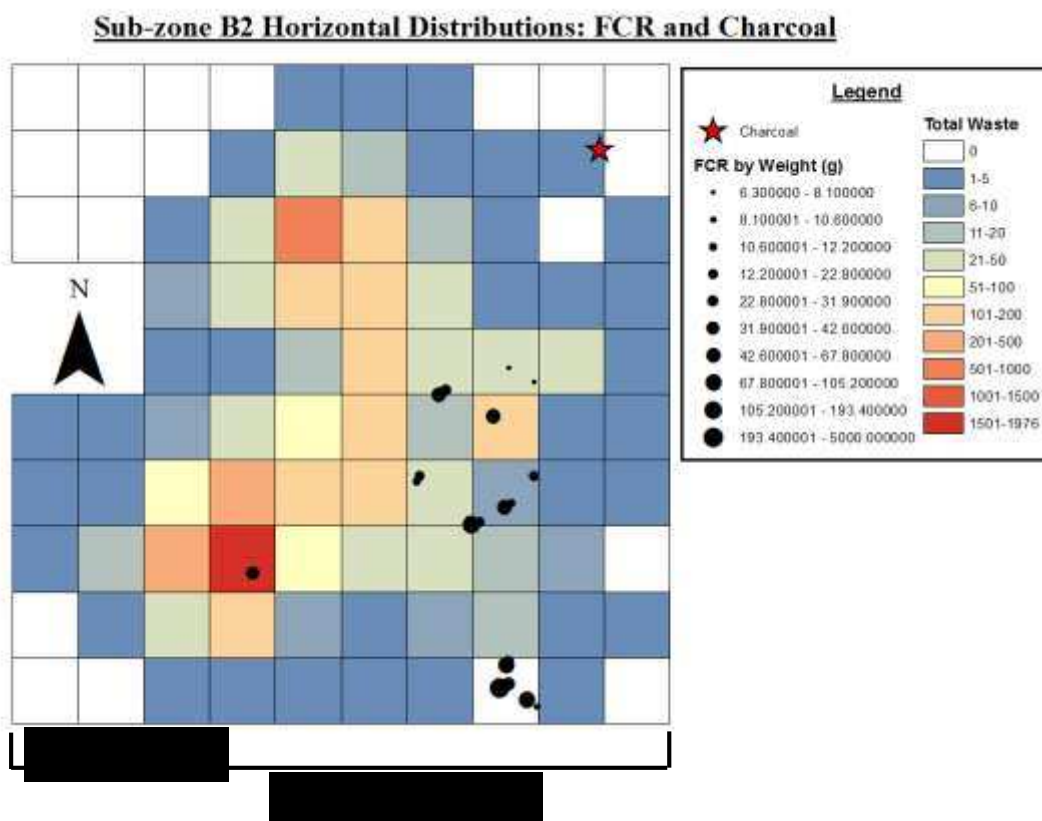 Sub-zone B2 Horizontal Distributions: FCR and Charcoal
N
Legend
Charcoal
FCR by Weight (g)
6.300000 - 8.100000
8.100001 - 10.600000
10.600001 - 12.200000
12.200001 - 22.800000
22.800001 - 31.900000
31.900001 - 42.600000
42.600001 - 67.800000
67.800001 - 105.200000
105.200001 - 193.400000
193.400001 - 5000.000000
Total Waste
0
1-5
6-10
11-20
21-50
51-100
101-200
201-500
501-1000
1001-1500
1501-1976